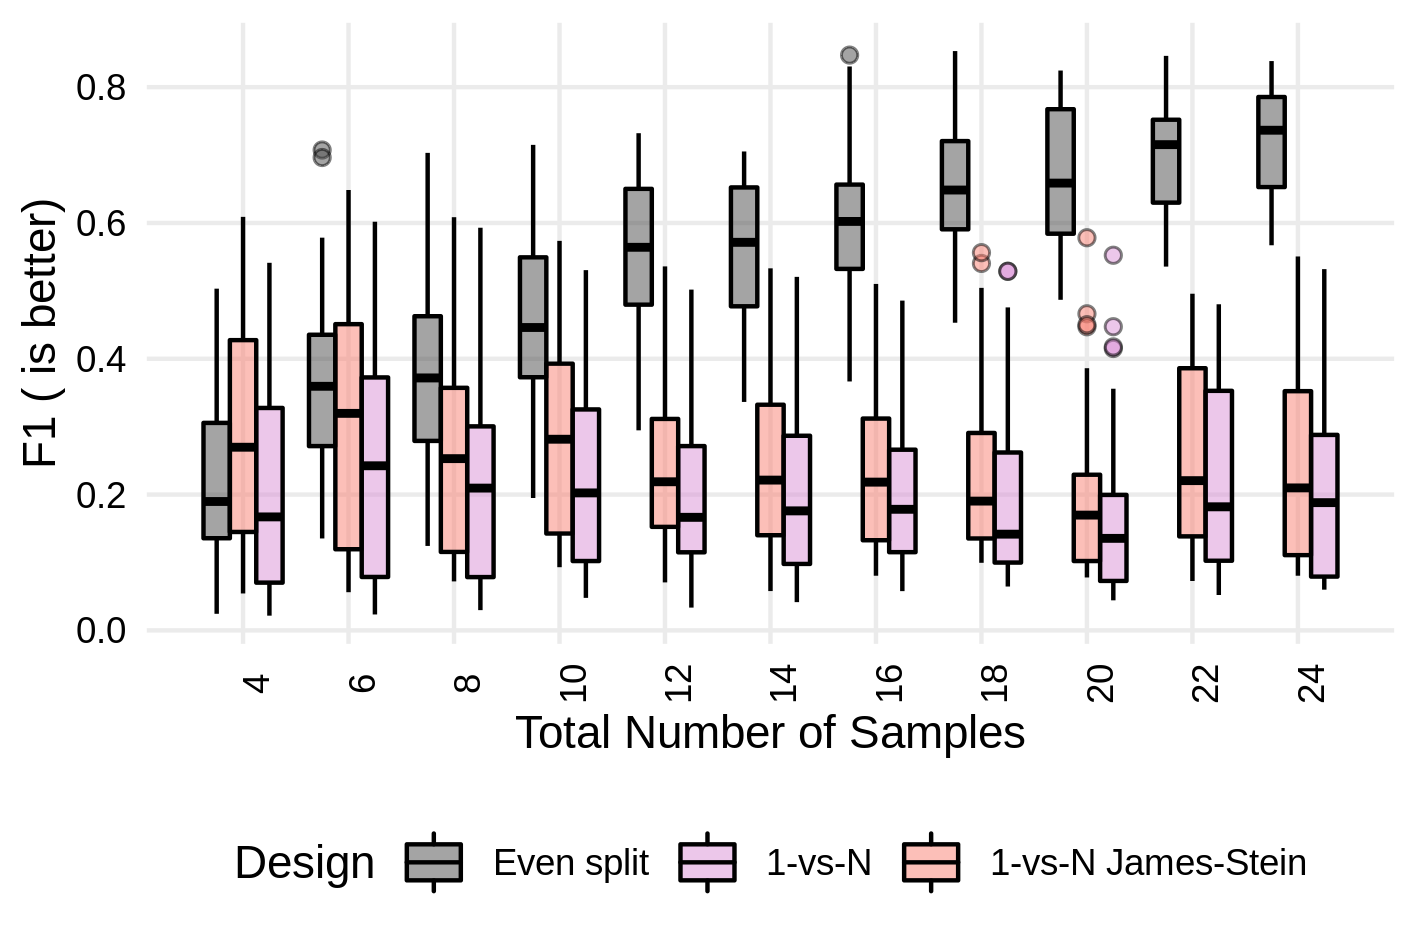 F1 ( is better)
0.8
0.6
0.4
0.2
0.0
4 6 8 10 12 14 16 18 20 22 24
Total Number of Samples
Design Even split 1-vs-N 1-vs-N James-Stein